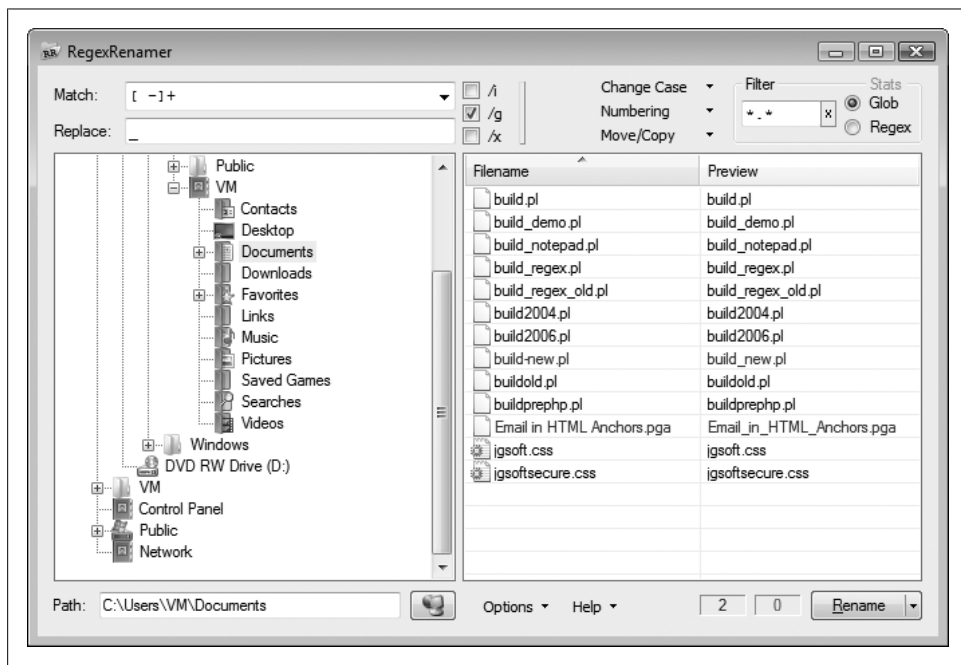 RegexRenamer
Match: [ -]+
Replace: _
/i
/g
/x
Change Case
Numbering
Move/Copy
Filter
*.*
x
Stats
Glob
Regex
Public
VM
Contacts
Desktop
Documents
Downloads
Favorites
Links
Music
Pictures
Saved Games
Searches
Videos
Windows
DVD RW Drive (D:)
VM
Control Panel
Public
Network
Filename Preview
build.pl build.pl
build_demo.pl build_demo.pl
build_notepad.pl build_notepad.pl
build_regex.pl build_regex.pl
build_regex_old.pl build_regex_old.pl
build2004.pl build2004.pl
build2006.pl build2006.pl
build-new.pl build_new.pl
buildold.pl buildold.pl
buildprephp.pl buildprephp.pl
Email in HTML Anchors.pga Email_in_HTML_Anchors.pga
jgsoft.css jgsoft.css
jgsoftsecure.css jgsoftsecure.css
Path: C:\Users\VM\Documents
Options Help 2 0 Rename